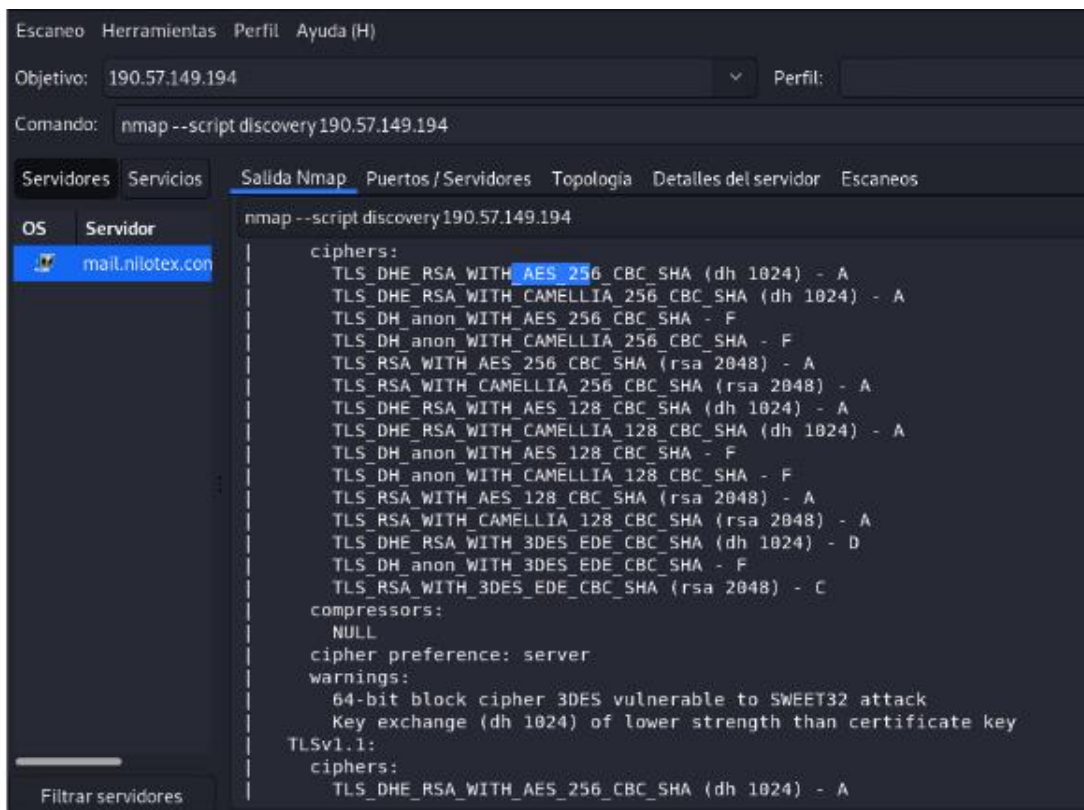 Escaneo Herramientas Perfil Ayuda (H)
Objetivo: 190.57.149.194 Perfil:
Comando: nmap --script discovery 190.57.149.194
Servidores Servicios Salida Nmap Puertos / Servidores Topología Detalles del servidor Escaneos
nmap --script discovery 190.57.149.194
OS Servidor
mail.nilotex.con
| ciphers:
| TLS_DHE_RSA_WITH_AES_256_CBC_SHA (dh 1024) - A
| TLS_DHE_RSA_WITH_CAMELLIA_256_CBC_SHA (dh 1024) - A
| TLS_DH_anon_WITH_AES_256_CBC_SHA - F
| TLS_DH_anon_WITH_CAMELLIA_256_CBC_SHA - F
| TLS_RSA_WITH_AES_256_CBC_SHA (rsa 2048) - A
| TLS_RSA_WITH_CAMELLIA_256_CBC_SHA (rsa 2048) - A
| TLS_DHE_RSA_WITH_AES_128_CBC_SHA (dh 1024) - A
| TLS_DHE_RSA_WITH_CAMELLIA_128_CBC_SHA (dh 1024) - A
| TLS_DH_anon_WITH_AES_128_CBC_SHA - F
| TLS_DH_anon_WITH_CAMELLIA_128_CBC_SHA - F
| TLS_RSA_WITH_AES_128_CBC_SHA (rsa 2048) - A
| TLS_RSA_WITH_CAMELLIA_128_CBC_SHA (rsa 2048) - A
| TLS_DHE_RSA_WITH_3DES_EDE_CBC_SHA (dh 1024) - D
| TLS_DH_anon_WITH_3DES_EDE_CBC_SHA - F
| TLS_RSA_WITH_3DES_EDE_CBC_SHA (rsa 2048) - C
| compressors:
| NULL
| cipher preference: server
| warnings:
| 64-bit block cipher 3DES vulnerable to SWEET32 attack
| Key exchange (dh 1024) of lower strength than certificate key
| TLSv1.1:
| ciphers:
| TLS_DHE_RSA_WITH_AES_256_CBC_SHA (dh 1024) - A
Filtrar servidores